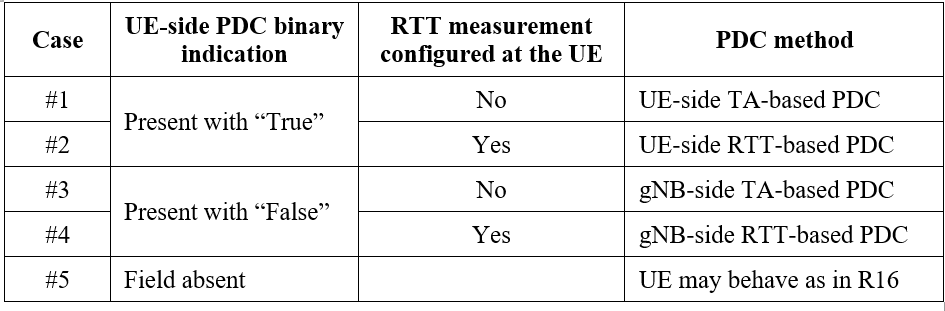 Case
UE-side PDC binary
indication
RTT measurement
configured at the UE
PDC method
#1
Present with “True”
No
UE-side TA-based PDC
#2
Yes
UE-side RTT-based PDC
#3
Present with “False”
No
gNB-side TA-based PDC
#4
Yes
gNB-side RTT-based PDC
#5
Field absent
UE may behave as in R16